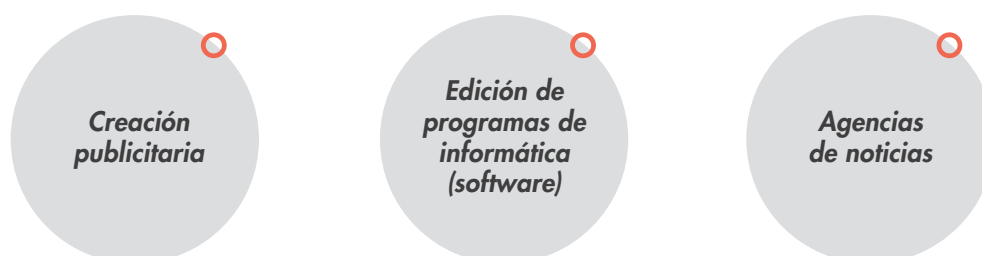 Creación
publicitaria
Edición de
programas de
informática
(software)
Agencias
de noticias